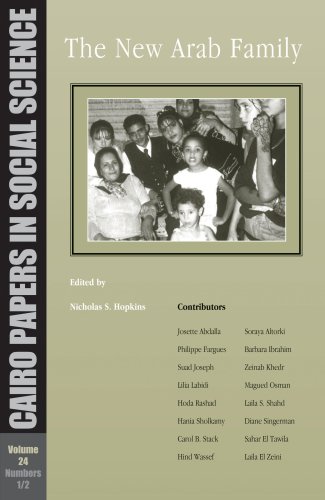 CAIRO PAPERS IN SOCIAL SCIENCE
Volume
24
Numbers
1/2
The New Arab Family
Edited by
Nicholas S. Hopkins
Contributors
Josette Abdalla
Philippe Fargues
Suad Joseph
Lilia Labidi
Hoda Rashad
Hania Sholkamy
Carol B. Stack
Hind Wassef
Soraya Altorki
Barbara Ibrahim
Zeinab Khedr
Magued Osman
Laila S. Shahd
Diane Singerman
Sahar El Tawila
Laila El Zeini